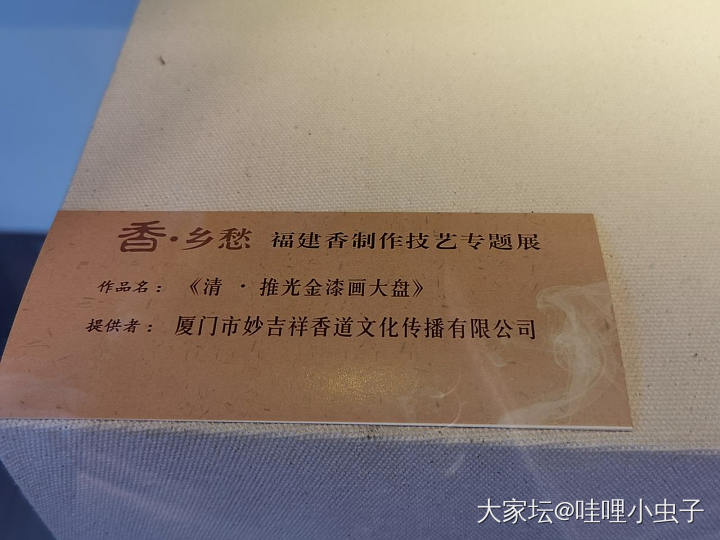 香·乡愁 福建香制作技艺专题展
作品名：《清 · 推光金漆画大盘》
提供者：厦门市妙吉祥香道文化传播有限公司
大家坛@哇哩小虫子